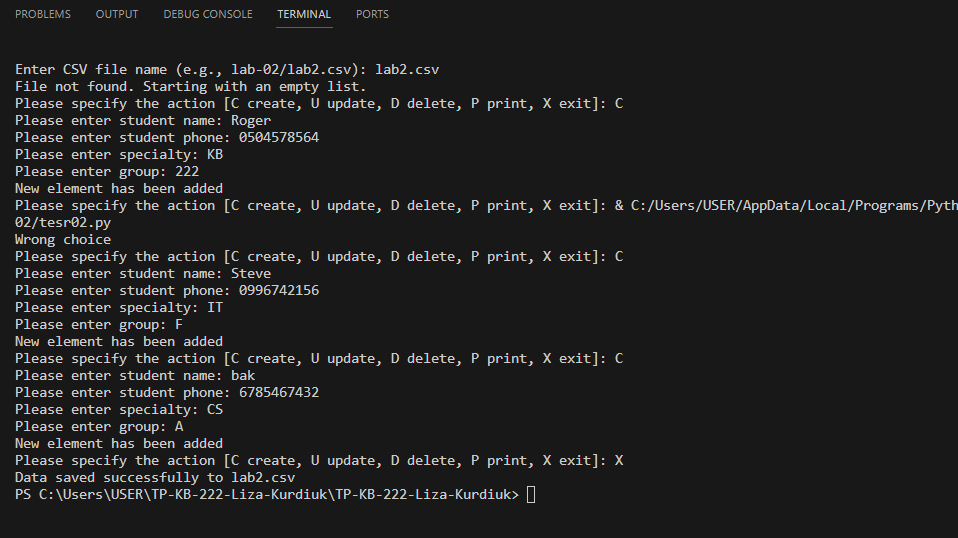 PROBLEMS OUTPUT DEBUG CONSOLE TERMINAL PORTS
Enter CSV file name (e.g., lab-02/lab2.csv): lab2.csv
File not found. Starting with an empty list.
Please specify the action [C create, U update, D delete, P print, X exit]: C
Please enter student name: Roger
Please enter student phone: 0504578564
Please enter specialty: KB
Please enter group: 222
New element has been added
Please specify the action [C create, U update, D delete, P print, X exit]: & C:/Users/USER/AppData/Local/Programs/Pyth
02/tesr02.py
Wrong choice
Please specify the action [C create, U update, D delete, P print, X exit]: C
Please enter student name: Steve
Please enter student phone: 0996742156
Please enter specialty: IT
Please enter group: F
New element has been added
Please specify the action [C create, U update, D delete, P print, X exit]: C
Please enter student name: bak
Please enter student phone: 6785467432
Please enter specialty: CS
Please enter group: A
New element has been added
Please specify the action [C create, U update, D delete, P print, X exit]: X
Data saved successfully to lab2.csv
PS C:\Users\USER\TP-KB-222-Liza-Kurdiuk\TP-KB-222-Liza-Kurdiuk>